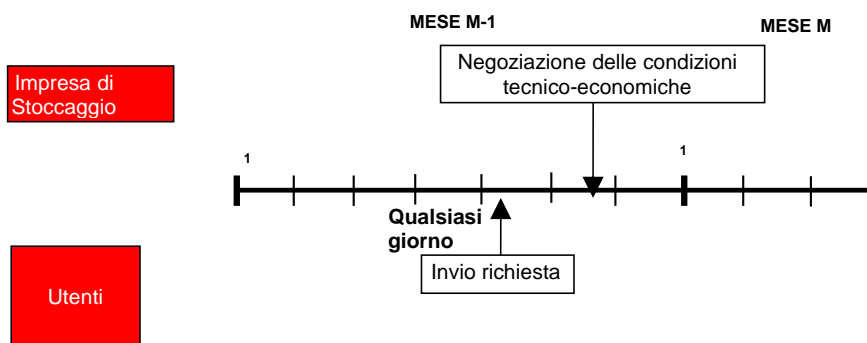 MESE M-1
MESE M
Negoziazione delle condizioni
tecnico-economiche
Impresa di
Stoccaggio
1
1
Qualsiasi
giorno
Invio richiesta
Utenti